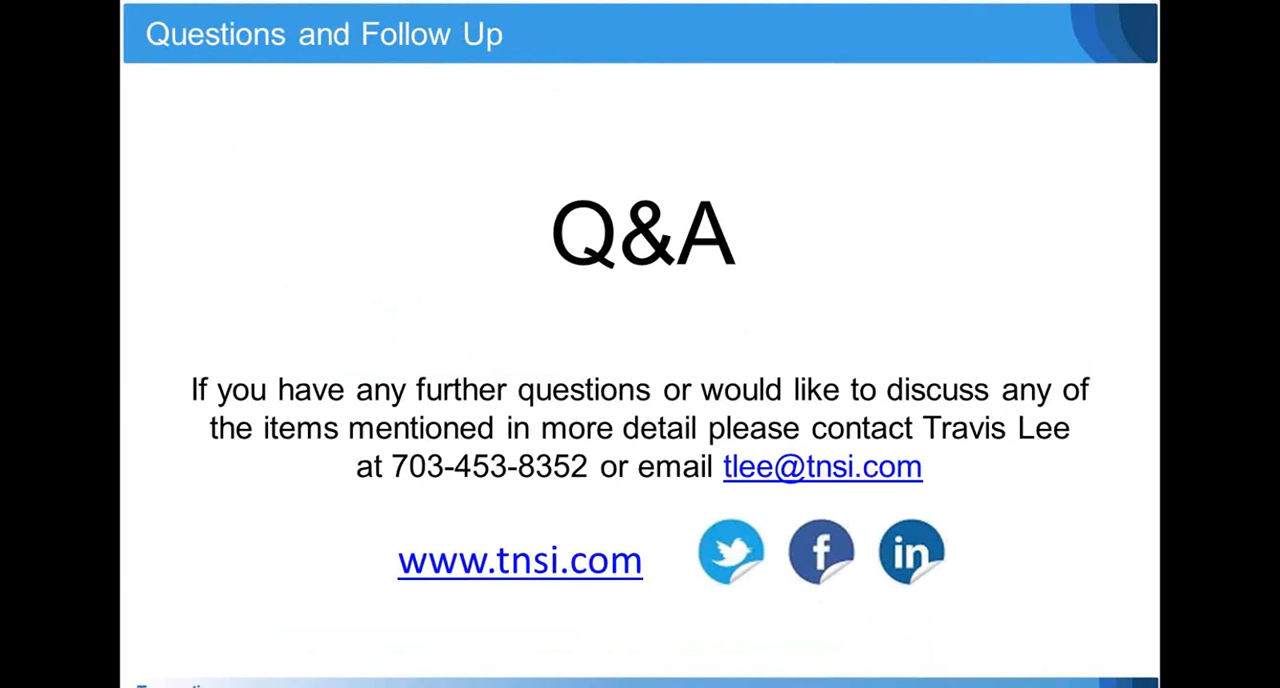 Questions and Follow Up
Q&A
If you have any further questions or would like to discuss any of
the items mentioned in more detail please contact Travis Lee
at 703-453-8352 or email tlee@tnsi.com
www.tnsi.com
f
in